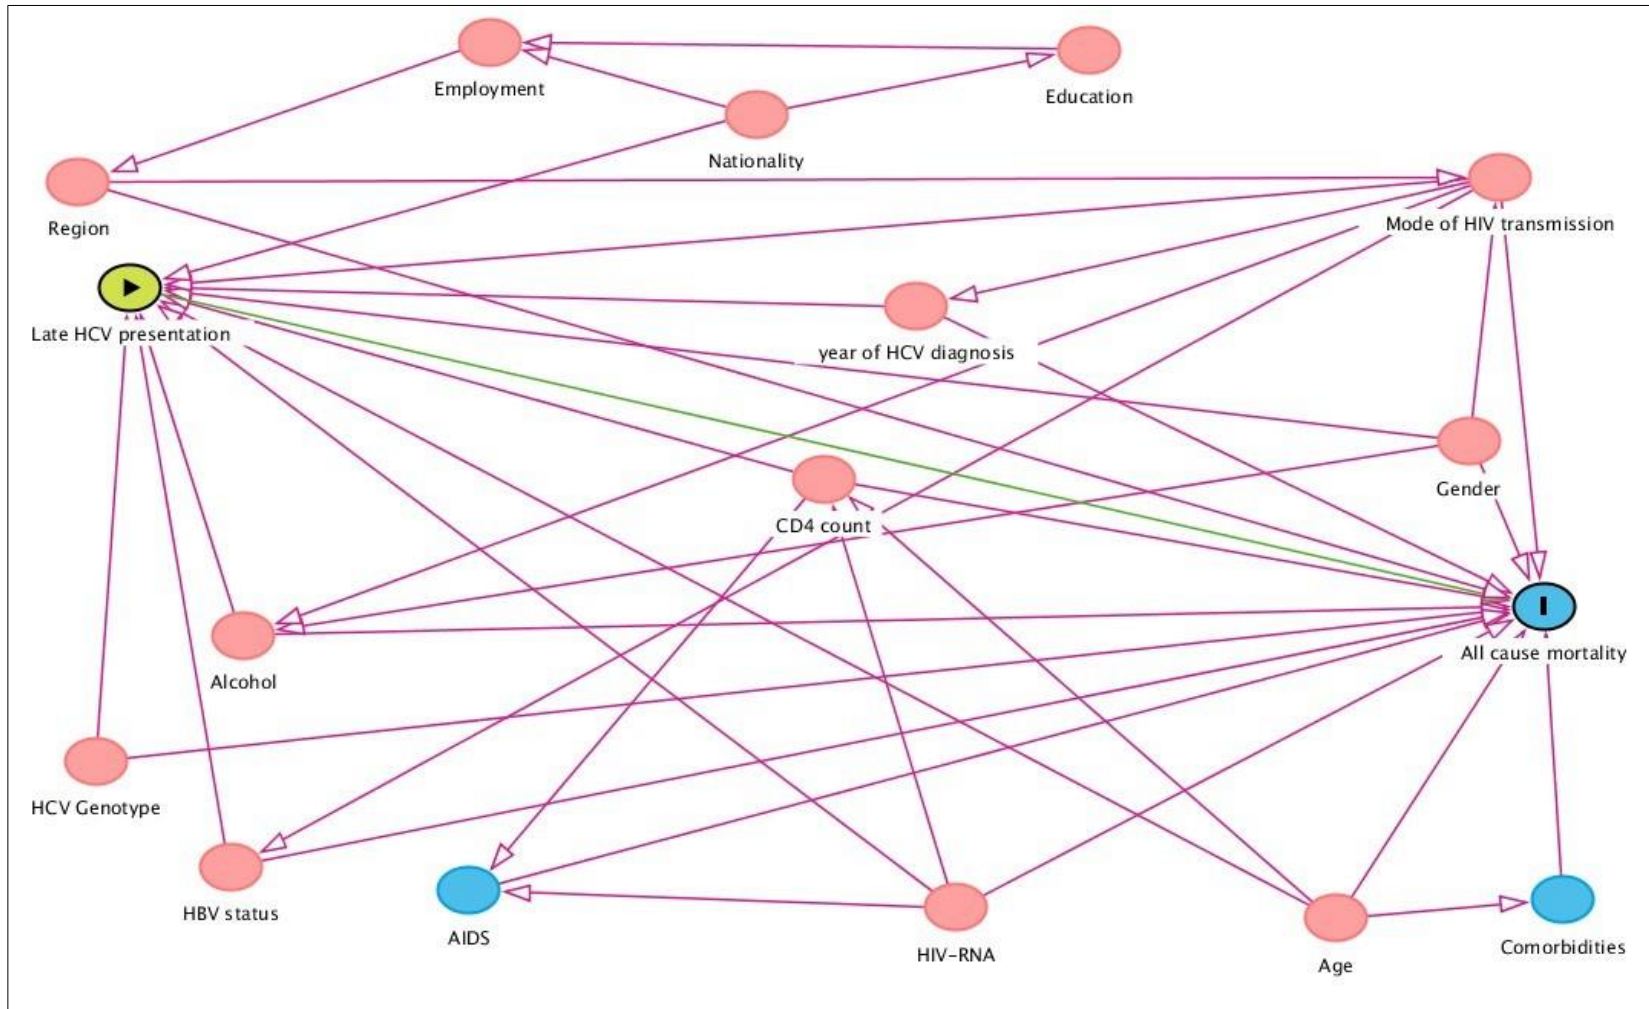 Employment
Education
Nationality
Region
Mode of HIV transmission
Late HCV presentation
year of HCV diagnosis
Gender
CD4 count
All cause mortality
Alcohol
HCV Genotype
HBV status
AIDS
HIV-RNA
Age
Comorbidities